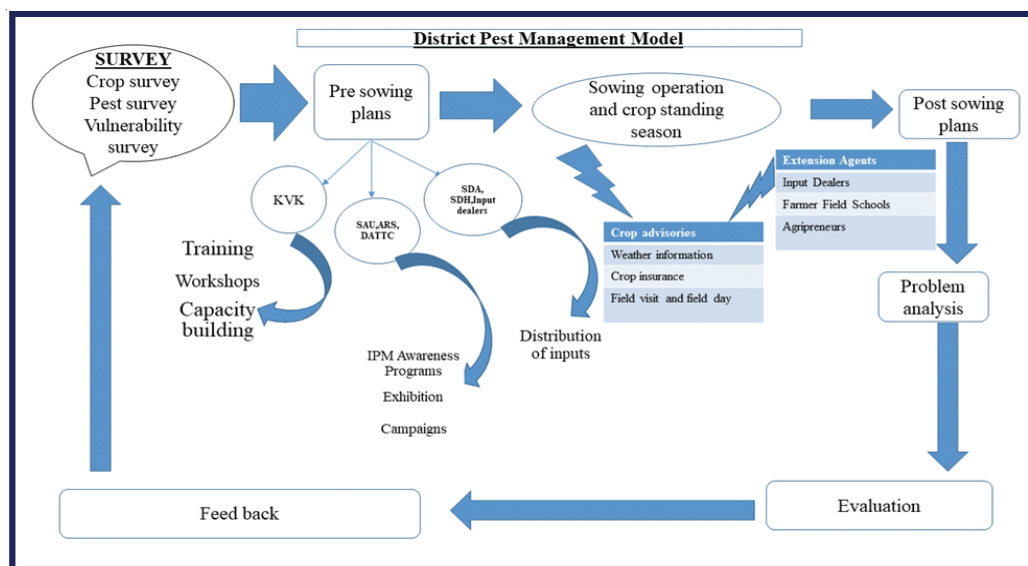 District Pest Management Model
SURVEY
Crop survey
Pest survey
Vulnerability
survey
Pre sowing
plans
Sowing operation
and crop standing
season
Post sowing
plans
KVK
SAU,ARS,
DATTC
SDA,
SDH,Input
dealers
Training
Workshops
Capacity
building
IPM Awareness
Programs
Exhibition
Campaigns
Distribution
of inputs
Crop advisories
Weather information
Crop insurance
Field visit and field day
Extension Agents
Input Dealers
Farmer Field Schools
Agripreneurs
Problem
analysis
Evaluation
Feed back